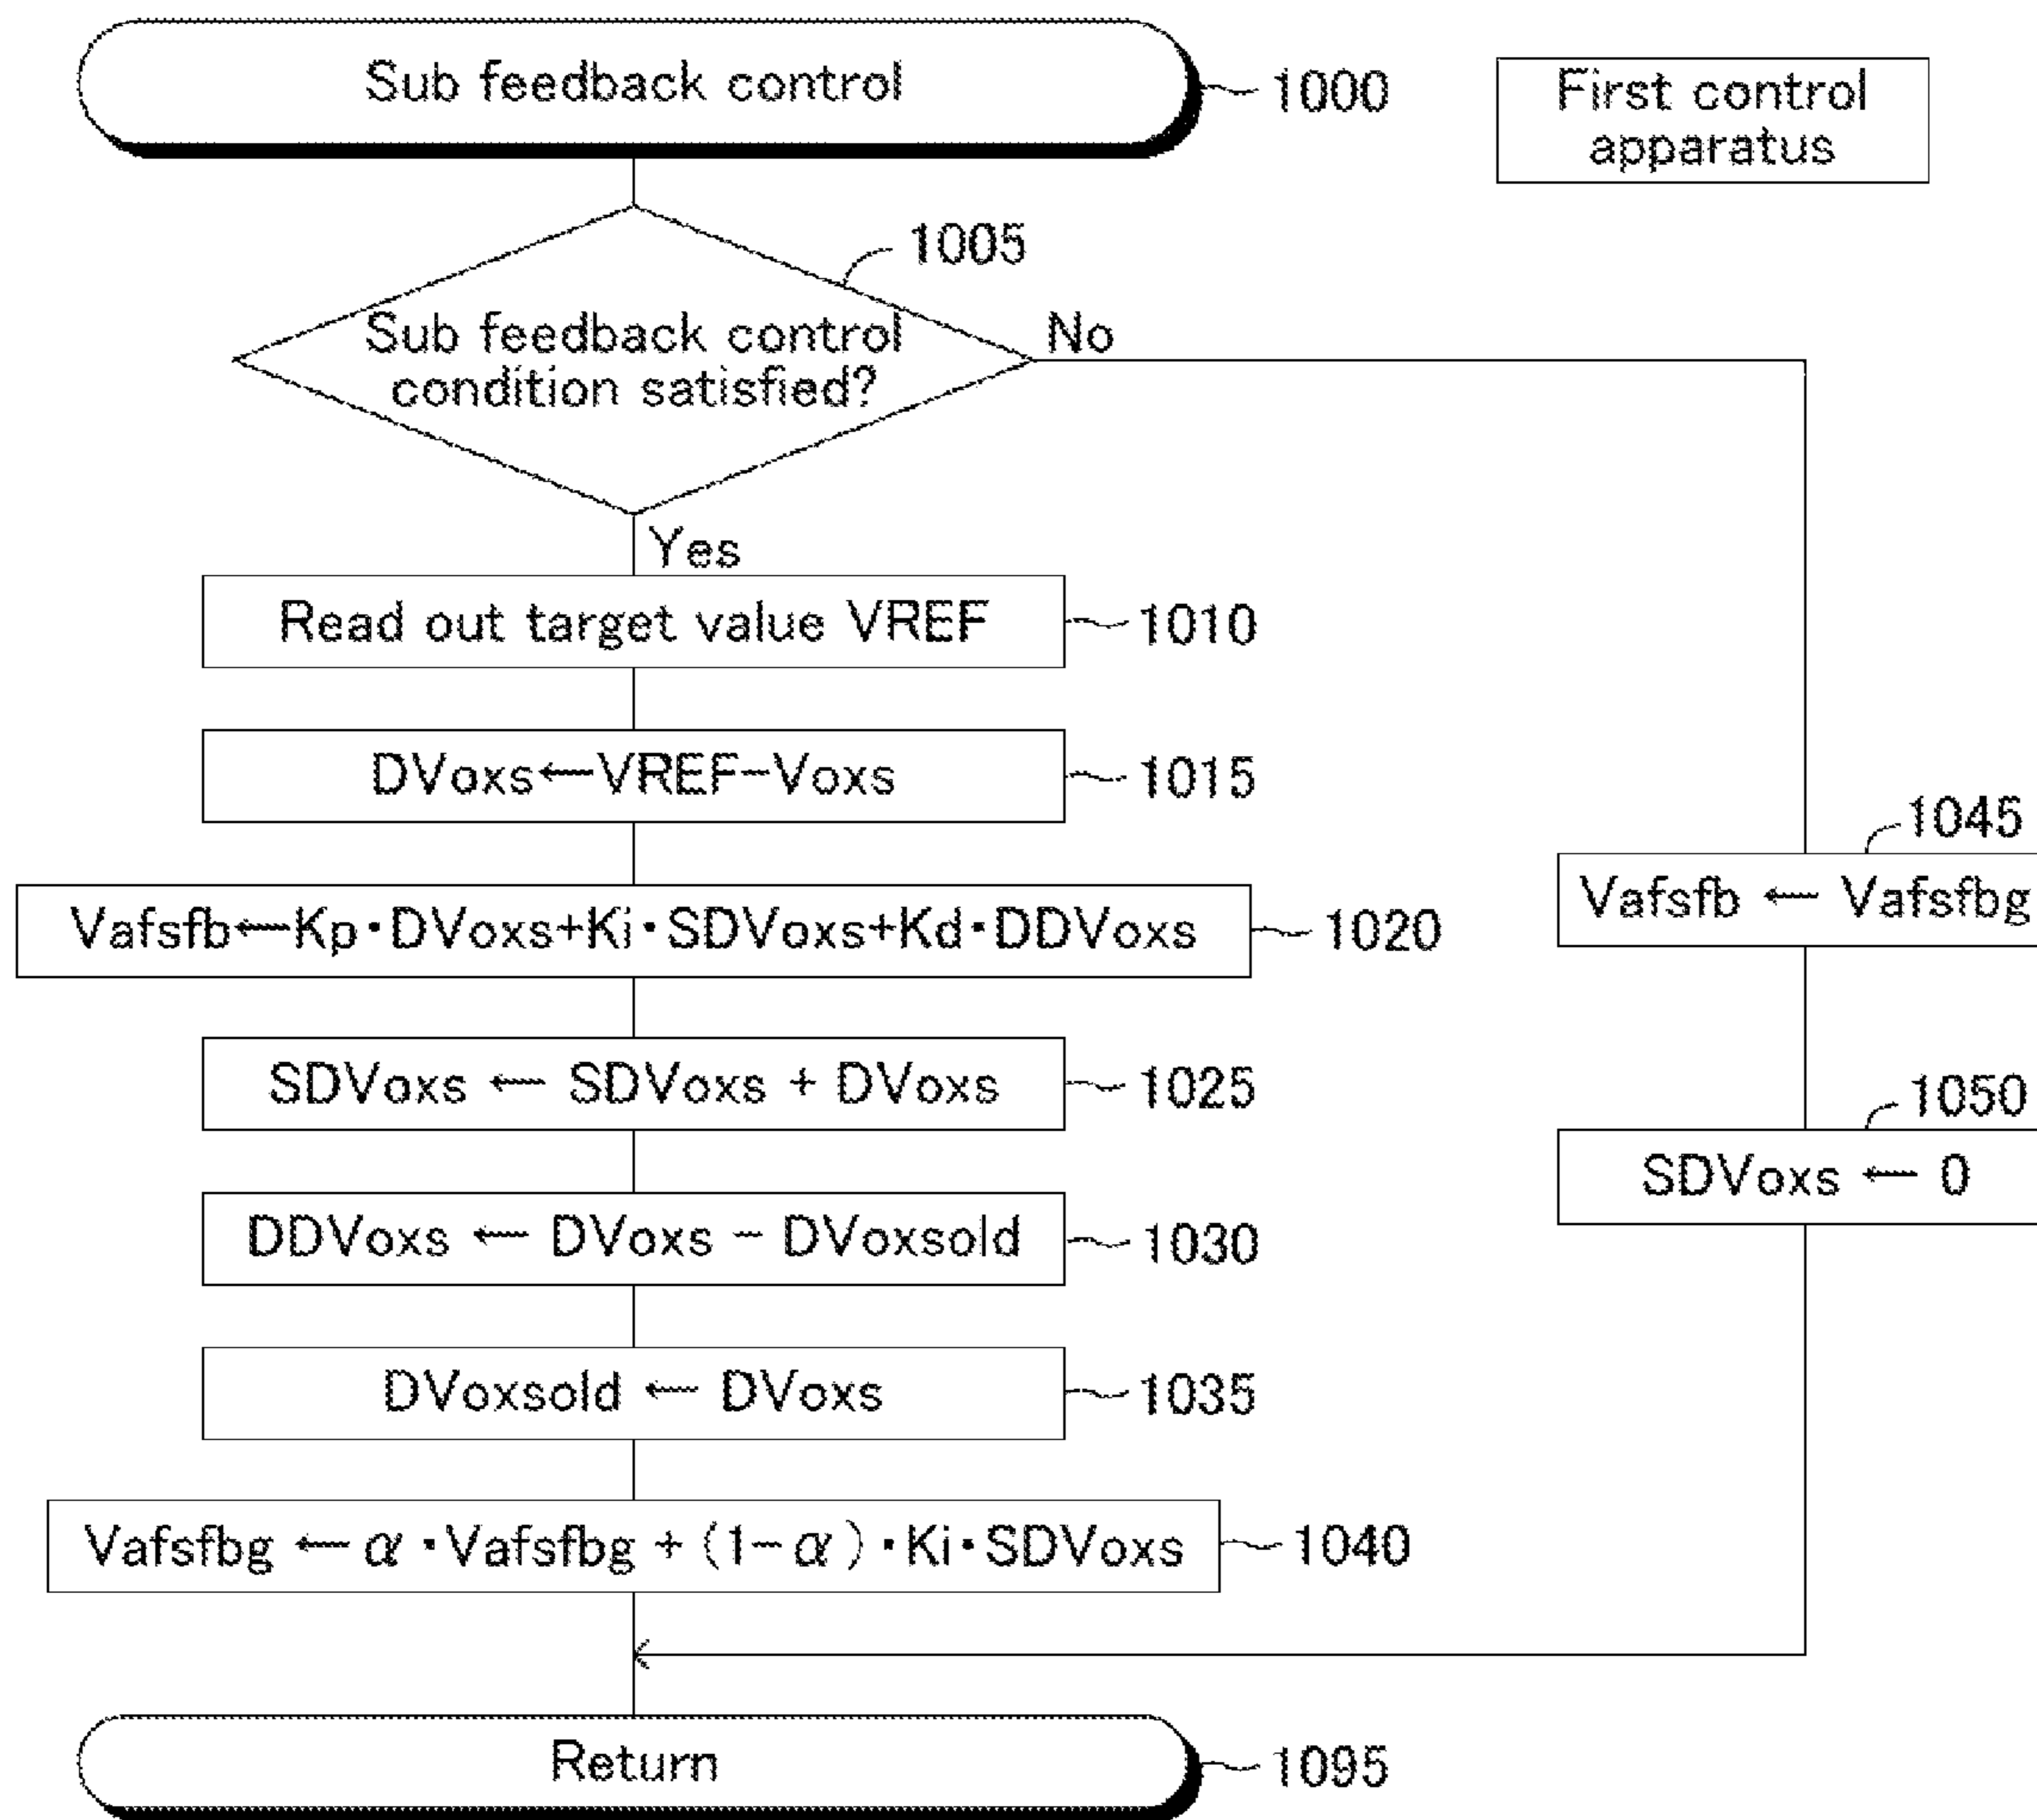 Sub feedback control
1000
First control
apparatus
1005
Sub feedback control
condition satisfied?
No
Yes
Read out target value VREF
1010
DVoxs←VREF−Voxs
1015
Vafsfb←Kp・DVoxs+Ki・SDVoxs+Kd・DDVoxs
1020
SDVoxs ← SDVoxs + DVoxs
1025
DDVoxs ← DVoxs − DVoxsold
1030
DVoxsold ← DVoxs
1035
Vafsfbg ← α・Vafsfbg + (1−α)・Ki・SDVoxs
1040
1045
Vafsfb ← Vafsfbg
1050
SDVoxs ← 0
Return
1095